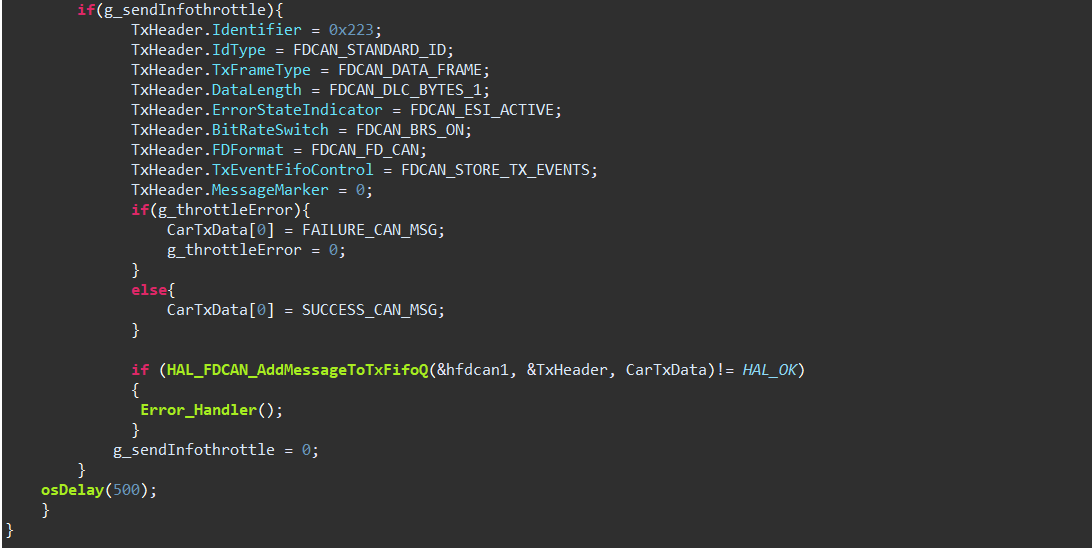 if(g_sendInfothrottle){
TxHeader.Identifier = 0x223;
TxHeader.IdType = FDCAN_STANDARD_ID;
TxHeader.TxFrameType = FDCAN_DATA_FRAME;
TxHeader.DataLength = FDCAN_DLC_BYTES_1;
TxHeader.ErrorStateIndicator = FDCAN_ESI_ACTIVE;
TxHeader.BitRateSwitch = FDCAN_BRS_ON;
TxHeader.FDFormat = FDCAN_FD_CAN;
TxHeader.TxEventFifoControl = FDCAN_STORE_TX_EVENTS;
TxHeader.MessageMarker = 0;
if(g_throttleError){
CarTxData[0] = FAILURE_CAN_MSG;
g_throttleError = 0;
}
else{
CarTxData[0] = SUCCESS_CAN_MSG;
}
if (HAL_FDCAN_AddMessageToTxFifoQ(&hfdcan1, &TxHeader, CarTxData)!= HAL_OK)
{
Error_Handler();
}
g_sendInfothrottle = 0;
}
osDelay(500);
}
}